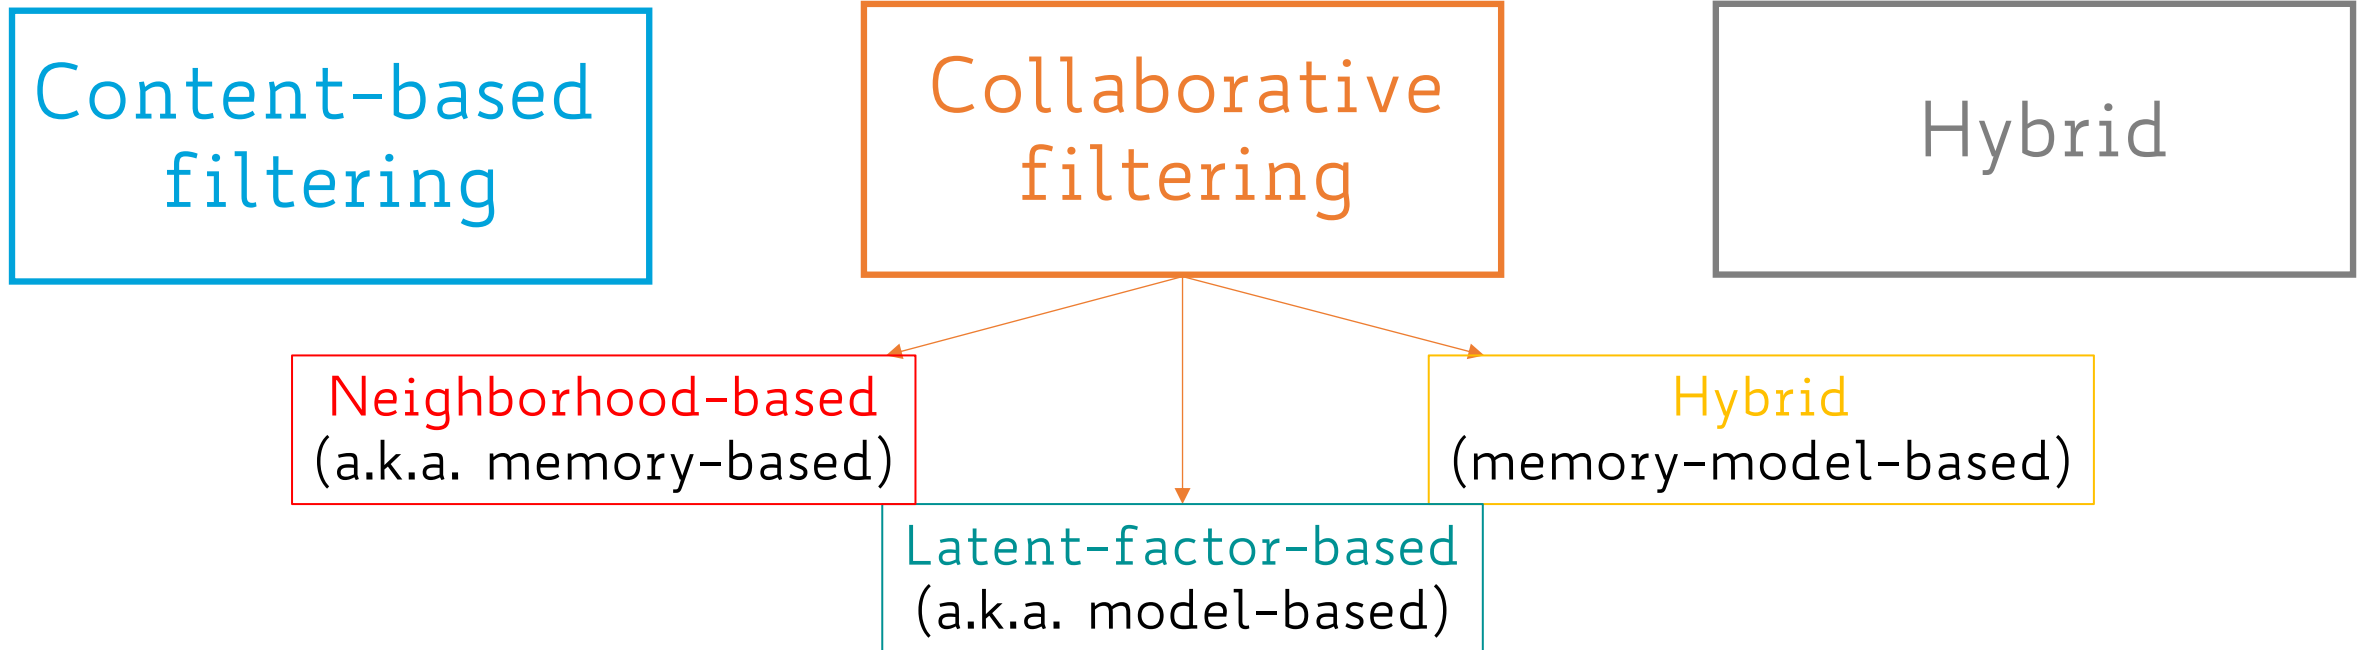 Content-based
filtering
Collaborative
filtering
Hybrid
Neighborhood-based
(a.k.a. memory-based)
Hybrid
(memory-model-based)
Latent-factor-based
(a.k.a. model-based)